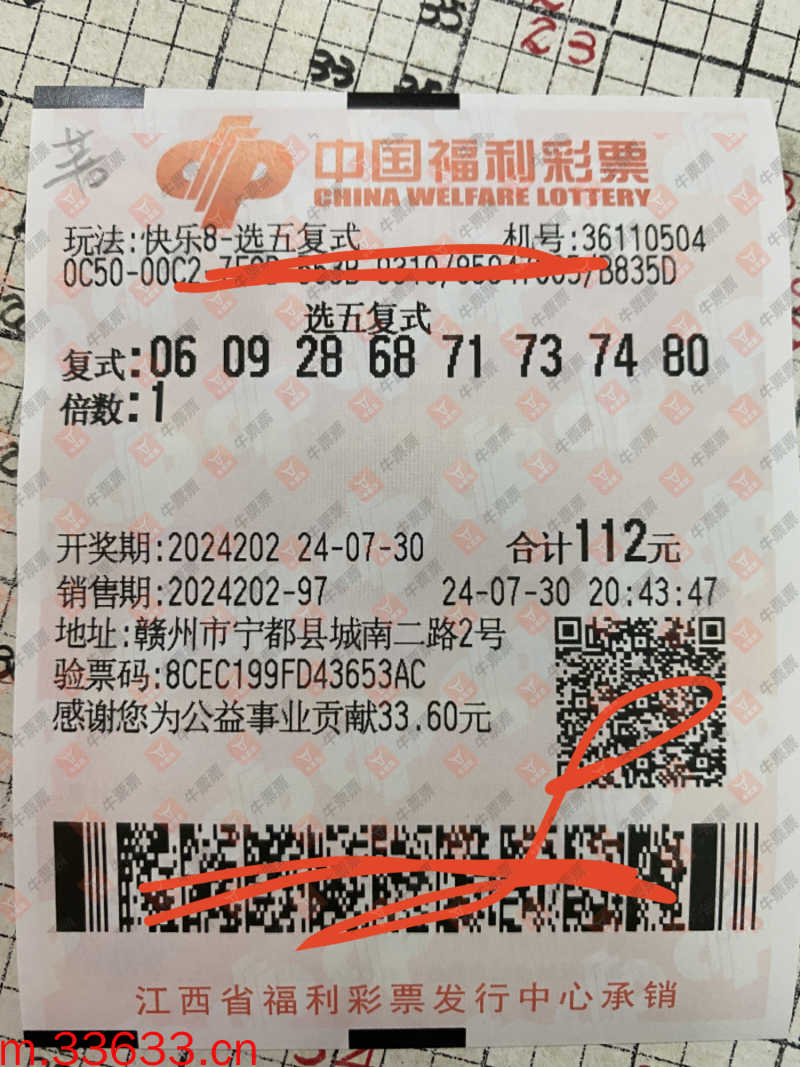 中国福利彩票
CHINA WELFARE LOTTERY
玩法:快乐8-选五复式 机号:36110504
0C50-00C2 B835D
选五复式
复式:06 09 28 68 71 73 74 80
倍数:1
开奖期:2024202 24-07-30 合计112元
销售期:2024202-97 24-07-30 20:43:47
地址:赣州市宁都县城南二路2号
验票码:8CEC199FD43653AC
感谢您为公益事业贡献33.60元
江西省福利彩票发行中心承销
m.33633.cn
牛票票
23